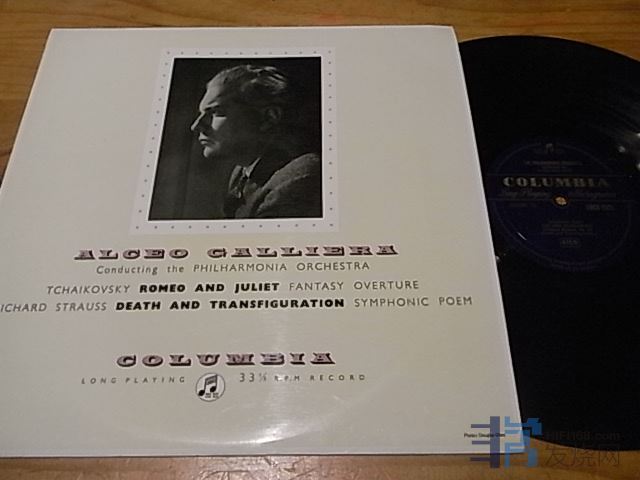 ALCEO GALLIERA
Conducting the PHILHARMONIA ORCHESTRA
TCHAIKOVSKY ROMEO AND JULIET FANTASY OVERTURE
RICHARD STRAUSS DEATH AND TRANSFIGURATION SYMPHONIC POEM
COLUMBIA
LONG PLAYING 33⅓ R.P.M RECORD
COLUMBIA
HIFI168.com
发烧网